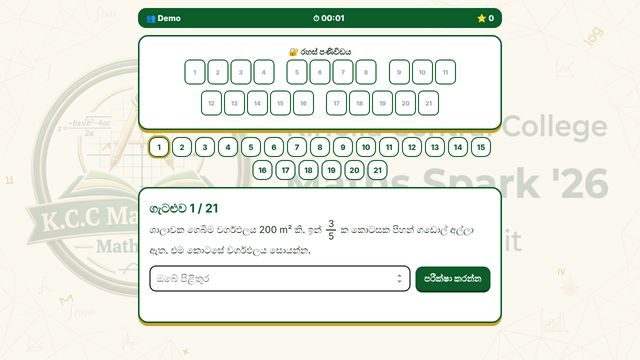 👥 Demo ⏱ 00:01 ⭐ 0
🔐 රහස් පණිවිඩය
1 2 3 4 5 6 7 8 9 10 11
12 13 14 15 16 17 18 19 20 21
College
1 2 3 4 5 6 7 8 9 10 11 12 13 14 15
16 17 18 19 20 21
Maths Spark '26
K.C.C Ma
Math
ගැටළුව 1 / 21
ශාලාවක ගෙබිම වර්ගඵලය 200 m² කි. ඉන් 3/5 ක කොටසක පිඟන් ගඩොල් අල්ලා
ඇත. එම කොටසේ වර්ගඵලය සොයන්න.
ඔබේ පිළිතුර
පරීක්ෂා කරන්න